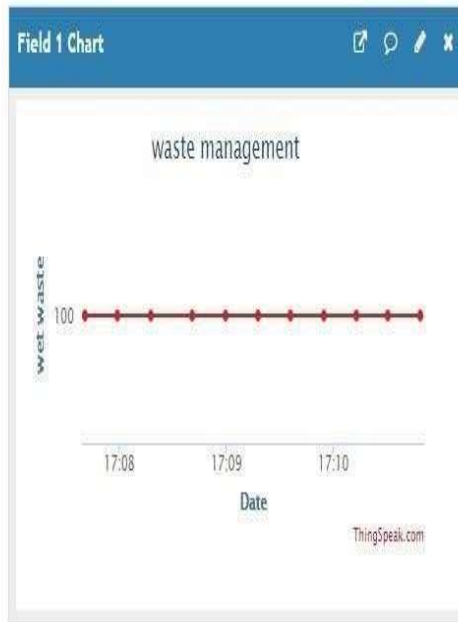 Field 1 Chart
waste management
wet waste
100
17:08 17:09 17:10
Date
ThingSpeak.com